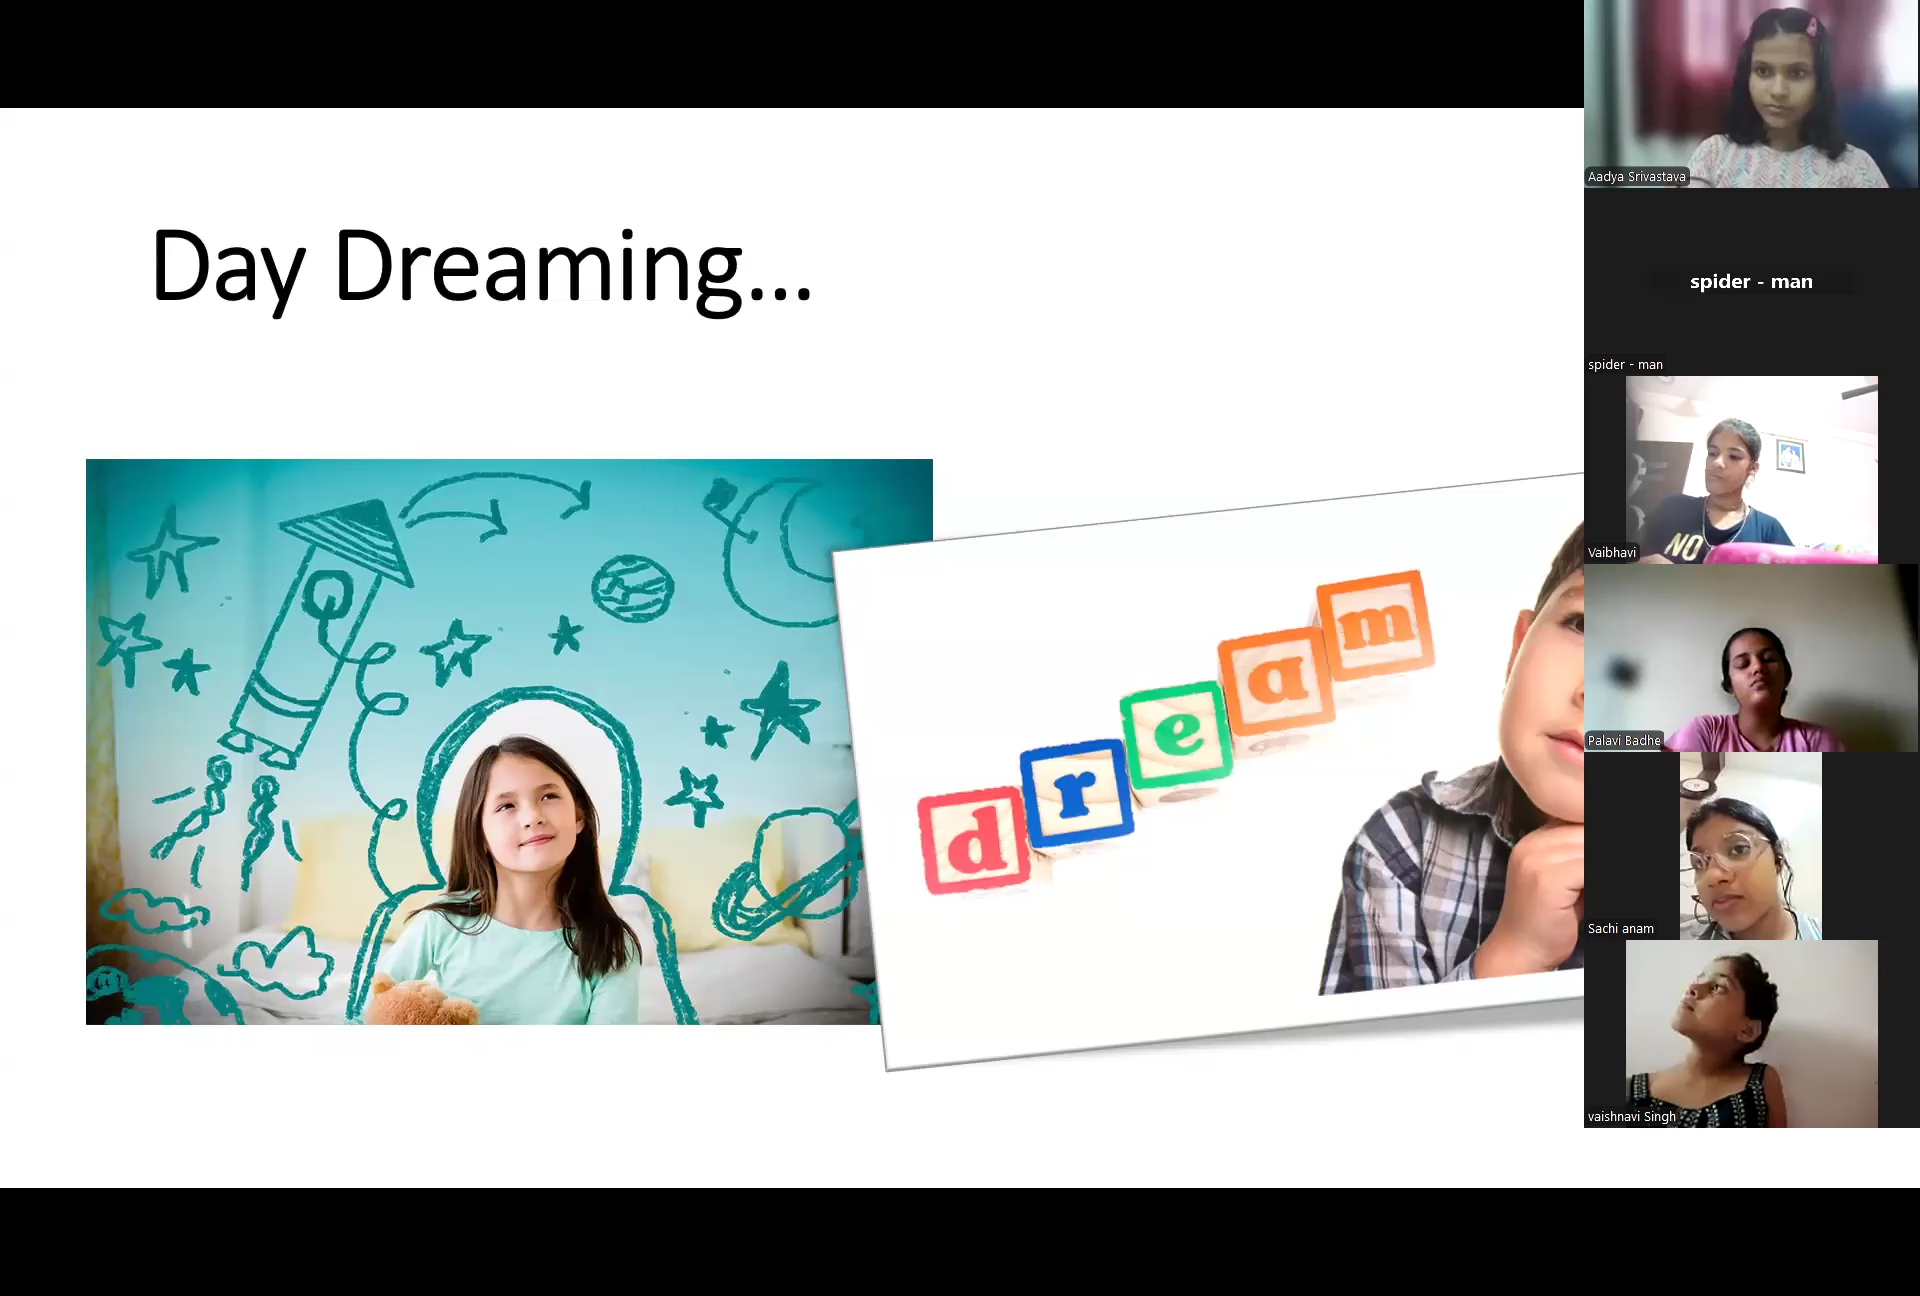 Day Dreaming...
dream
Aadya Srivastava
spider - man
spider - man
NO
Vaibhavi
Palavi Badhe
Sachi anam
vaishnavi Singh